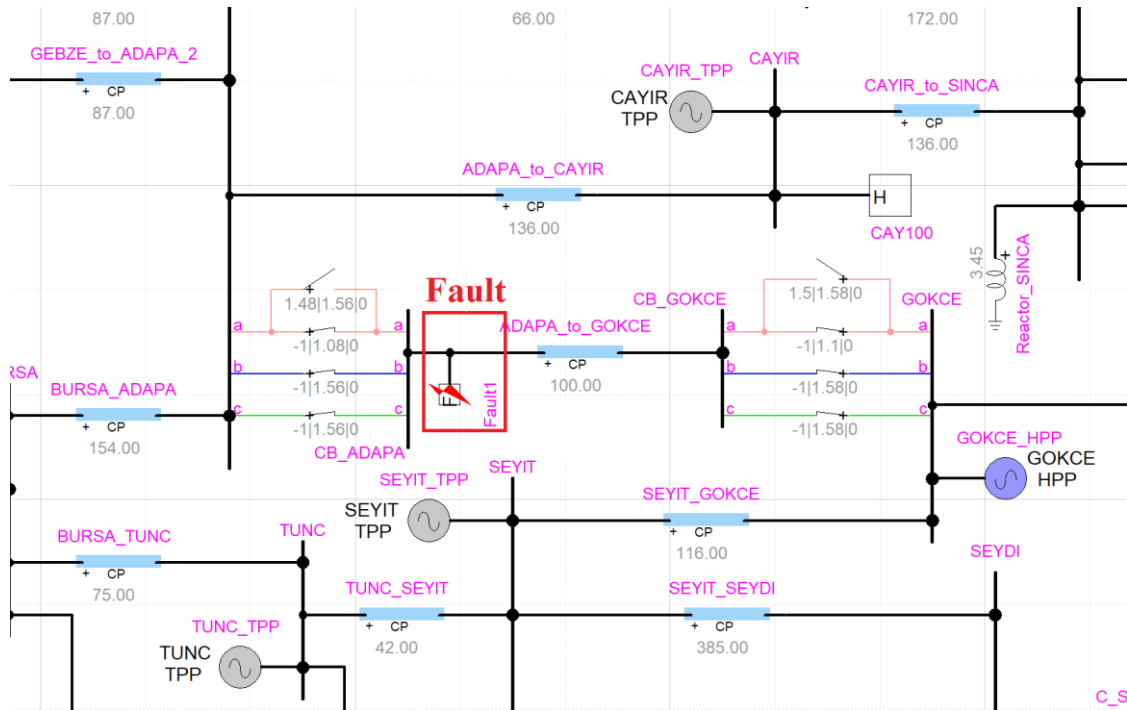 87.00
66.00
172.00
GEBZE_to_ADAPA_2
+ CP
87.00
CAYIR_TPP
CAYIR
CAYIR
TPP
CAYIR_to_SINCA
+ CP
136.00
ADAPA_to_CAYIR
+ CP
136.00
H
CAY100
3.45
+
Reactor_SINCA
+
1.48|1.56|0
a
+
a
-1|1.08|0
b
+
b
-1|1.56|0
c
+
c
-1|1.56|0
CB_ADAPA
Fault
F
Fault1
ADAPA_to_GOKCE
+ CP
100.00
CB_GOKCE
GOKCE
+
1.5|1.58|0
a
+
a
-1|1.1|0
b
+
b
-1|1.58|0
c
+
c
-1|1.58|0
RSA
BURSA_ADAPA
+ CP
154.00
GOKCE_HPP
GOKCE
HPP
SEYIT_TPP
SEYIT
SEYIT
TPP
SEYIT_GOKCE
+ CP
116.00
BURSA_TUNC
+ CP
75.00
TUNC
SEYDI
TUNC_SEYIT
+ CP
42.00
SEYIT_SEYDI
+ CP
385.00
TUNC_TPP
TUNC
TPP
C_S